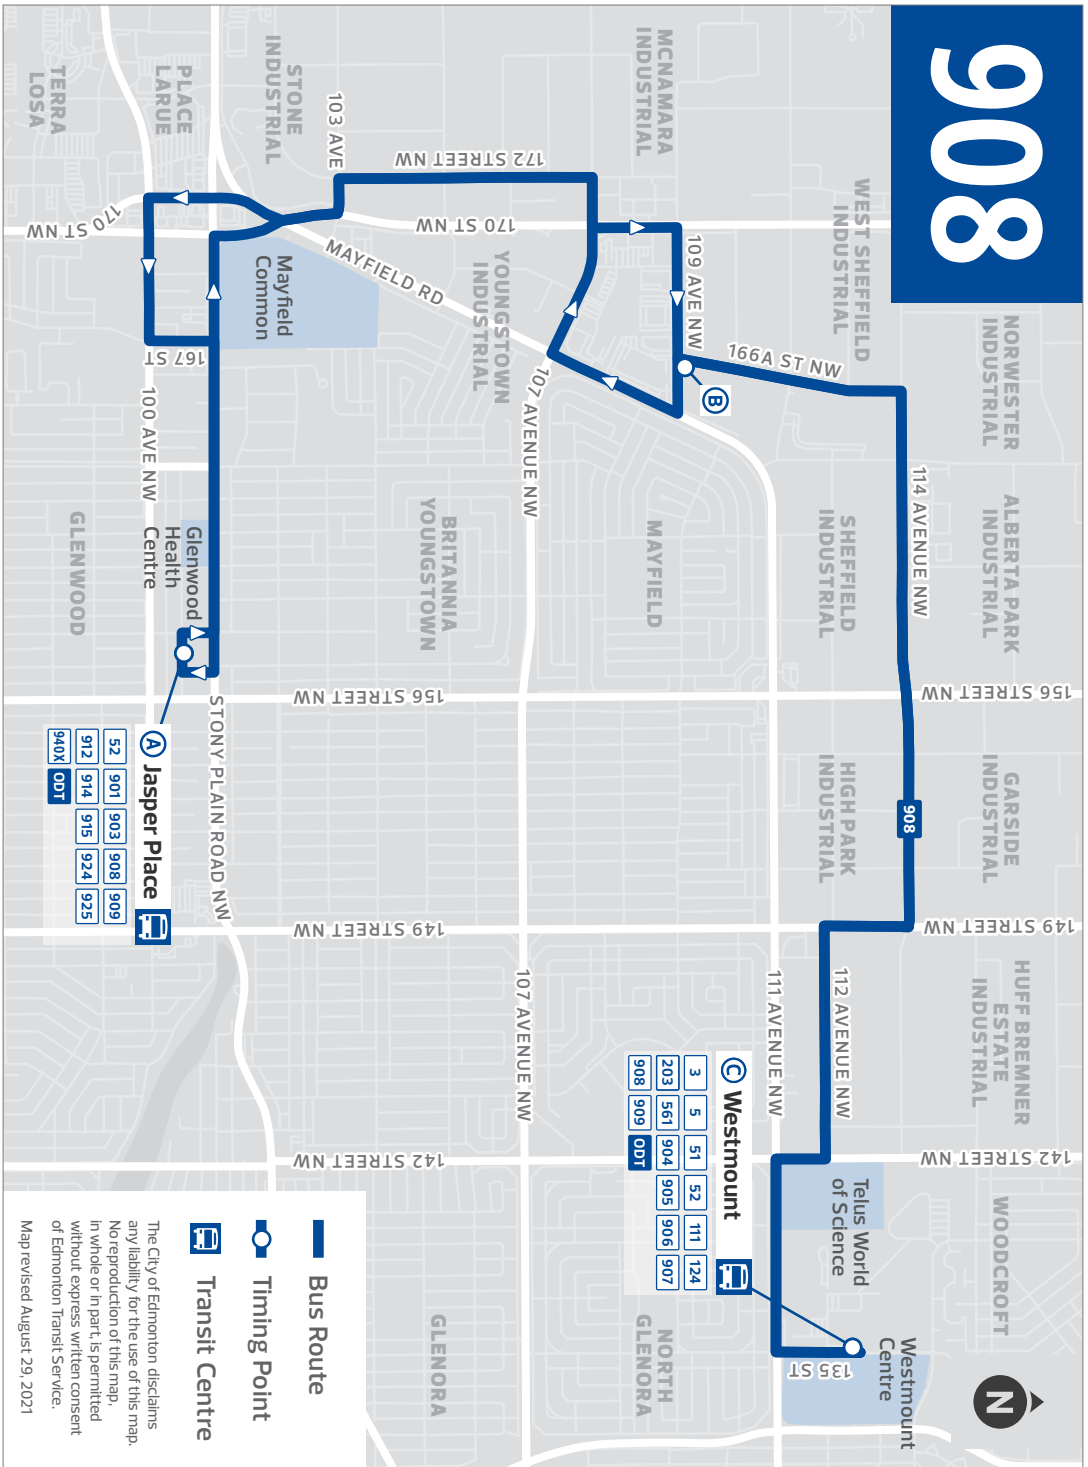 908
MCNAMARA
INDUSTRIAL
WEST SHEFFIELD
INDUSTRIAL
NORWESTER
INDUSTRIAL
ALBERTA PARK
INDUSTRIAL
GARSIDE
INDUSTRIAL
HUFF BREMNER
ESTATE
INDUSTRIAL
WOODCROFT
STONE
INDUSTRIAL
PLACE
LARUE
TERRA
LOSA
YOUNGSTOWN
INDUSTRIAL
SHEFFIELD
INDUSTRIAL
HIGH PARK
INDUSTRIAL
MAYFIELD
BRITANNIA
YOUNGSTOWN
GLENWOOD
NORTH
GLENORA
GLENORA
103 AVE
172 STREET NW
170 ST NW
170 ST NW
170
MAYFIELD RD
109 AVE NW
166A ST NW
114 AVENUE NW
908
156 STREET NW
156 STREET NW
149 STREET NW
149 STREET NW
142 STREET NW
142 STREET NW
112 AVENUE NW
111 AVENUE NW
107 AVENUE NW
107 AVENUE NW
135 ST
167 ST
100 AVE NW
STONY PLAIN ROAD NW
Mayfield
Common
Glenwood
Health
Centre
Telus World
of Science
Westmount
Centre
B
A Jasper Place
52 901 903 908 909
912 914 915 924 925
940X ODT
C Westmount
3 5 51 52 111 124
203 561 904 905 906 907
908 909 ODT
N
Bus Route
Timing Point
Transit Centre
The City of Edmonton disclaims
any liability for the use of this map.
No reproduction of this map,
in whole or in part, is permitted
without express written consent
of Edmonton Transit Service.
Map revised August 29, 2021